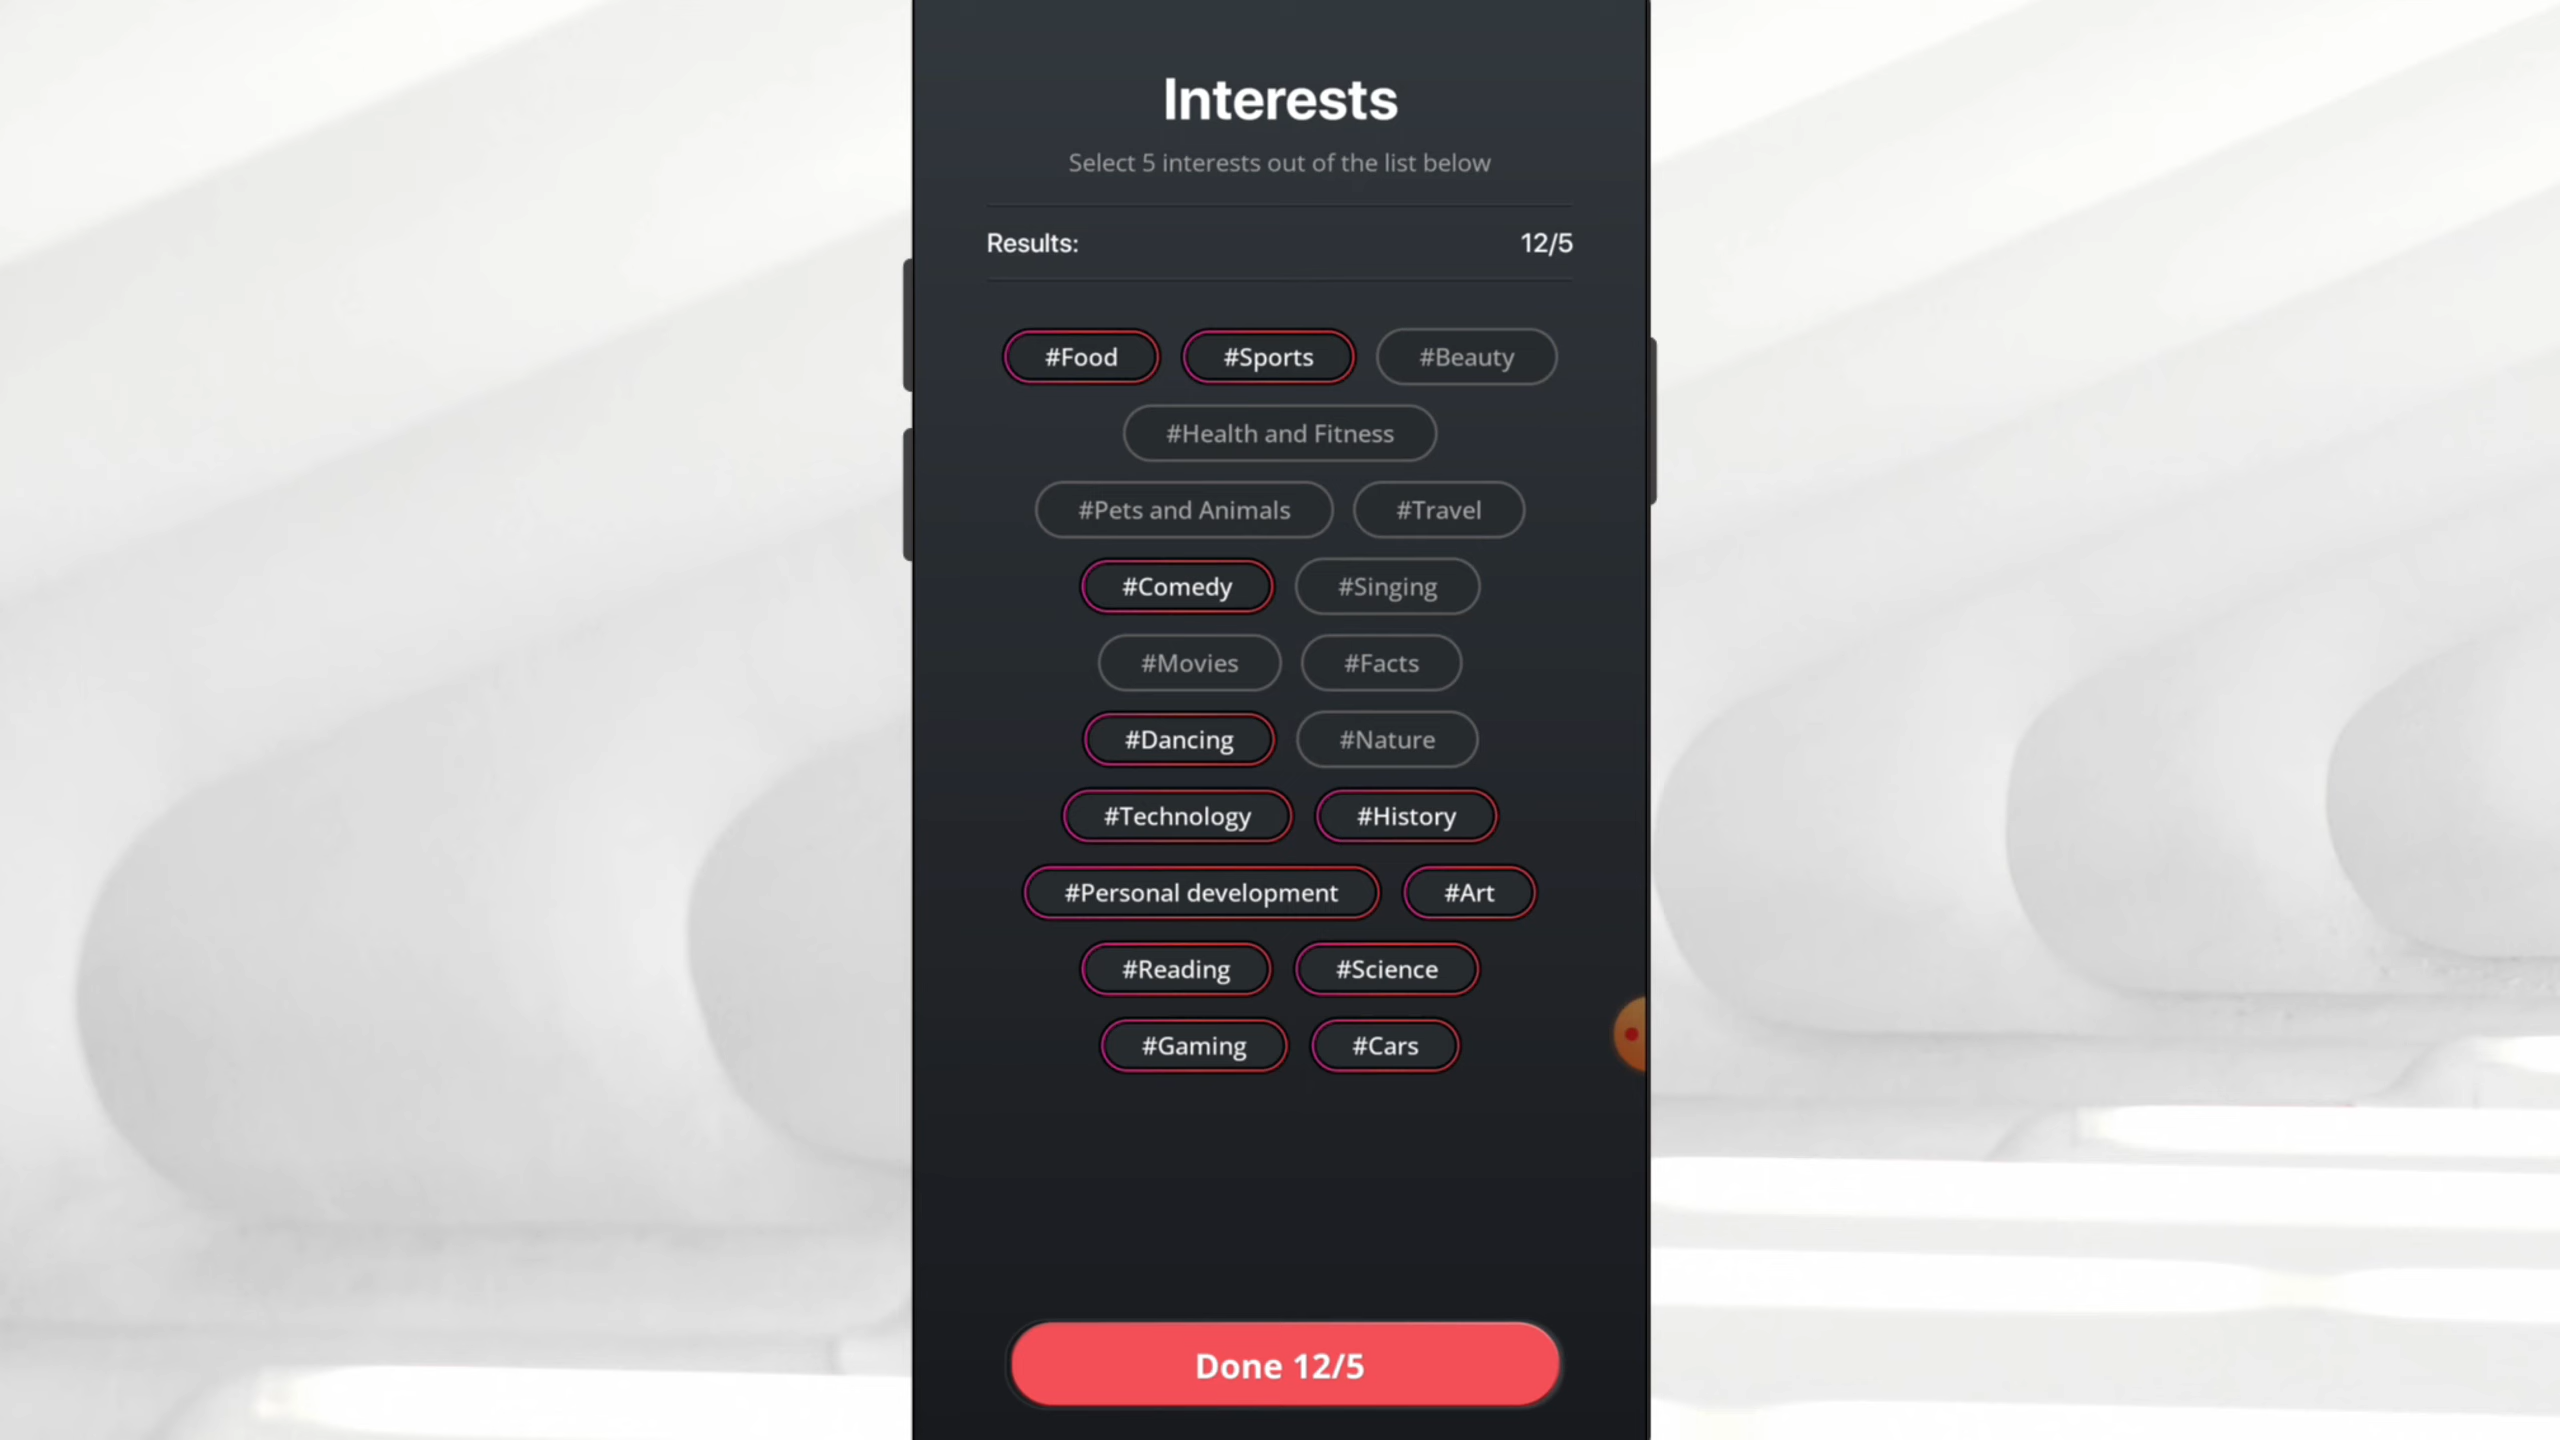 Interests
Select 5 interests out of the list below
Results: 12/5
#Food #Sports #Beauty
#Health and Fitness
#Pets and Animals #Travel
#Comedy #Singing
#Movies #Facts
#Dancing #Nature
#Technology #History
#Personal development #Art
#Reading #Science
#Gaming #Cars
Done 12/5